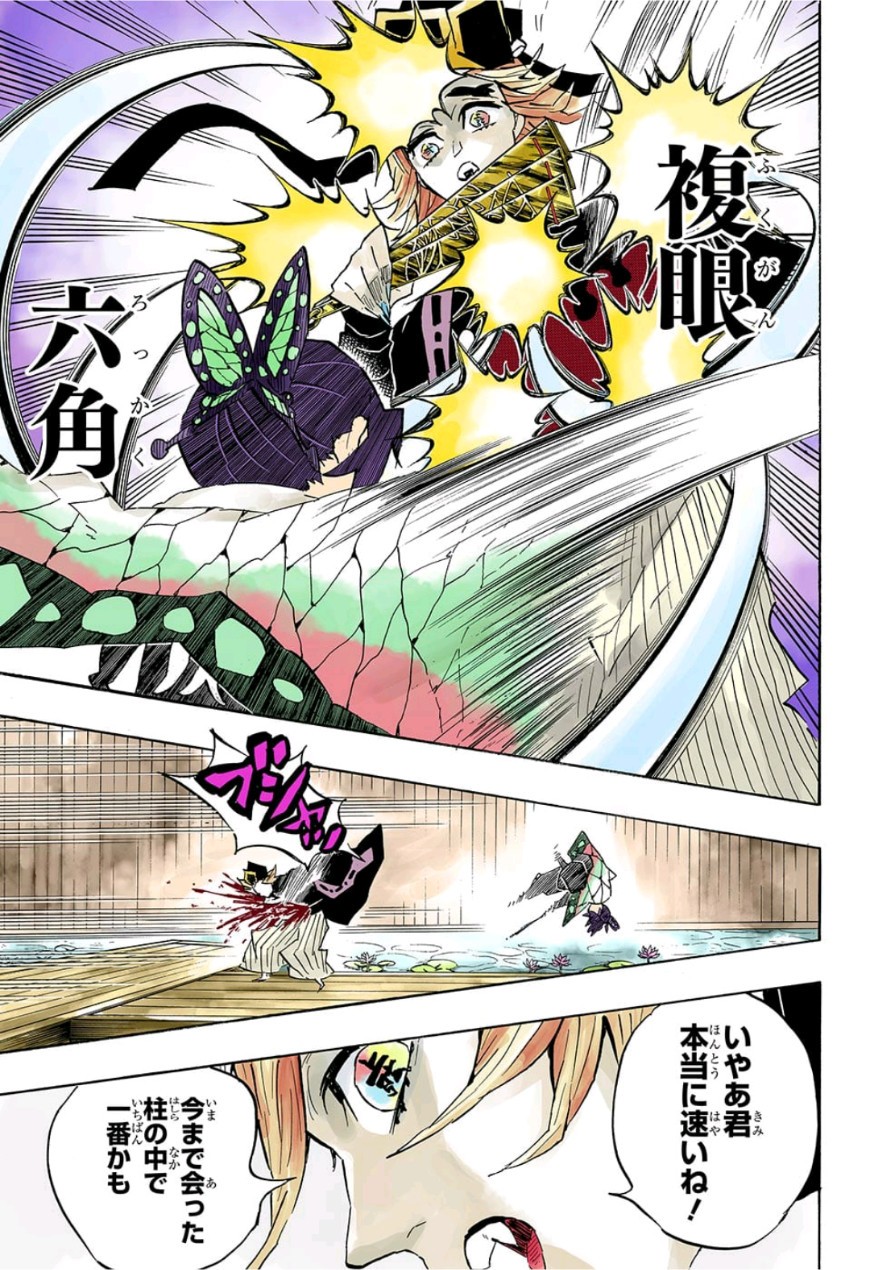 複眼
六角
ブシャッ
いやあ君
本当に速いね!
今まで会った
柱の中で
一番かも